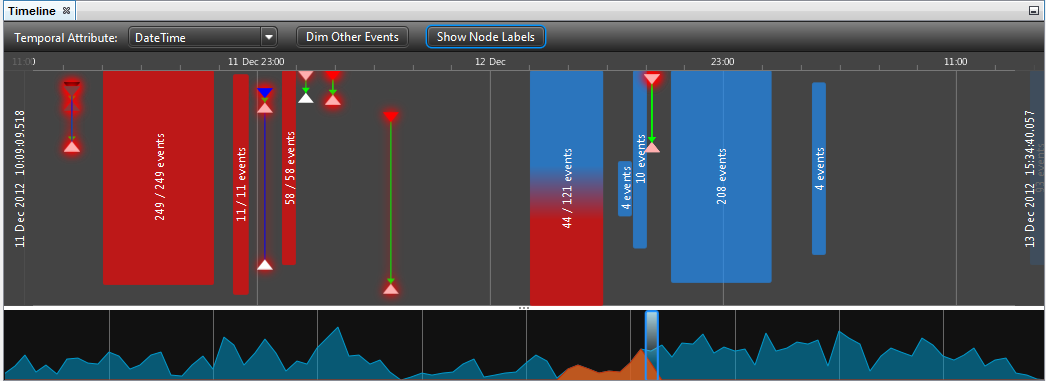 Timeline
Temporal Attribute: DateTime Dim Other Events Show Node Labels
11:00 11 Dec 23:00 12 Dec 23:00 11:00
11 Dec 2012 10:09:09.518
249 / 249 events
11 / 11 events
58 / 58 events
44 / 121 events
4 events
10 events
208 events
4 events
13 Dec 2012 15:34:40.057